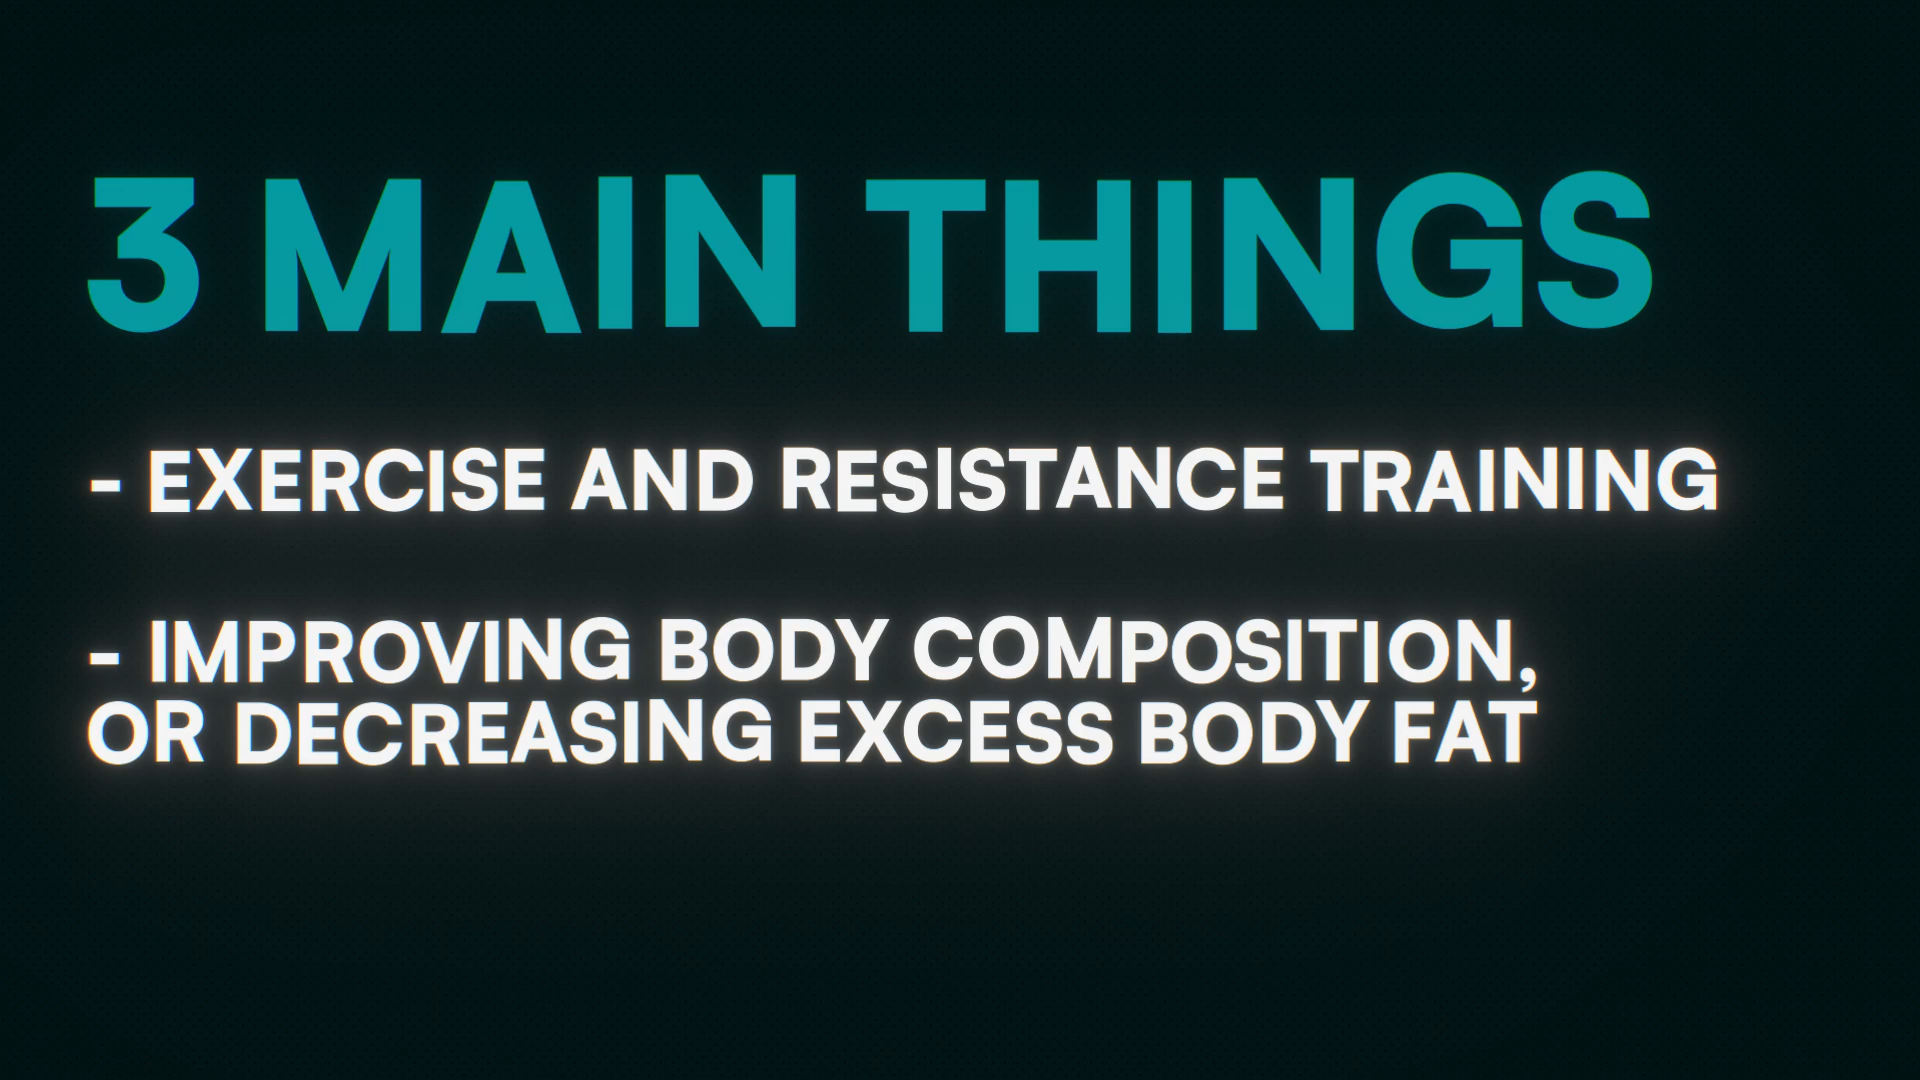 3 MAIN THINGS
- EXERCISE AND RESISTANCE TRAINING
- IMPROVING BODY COMPOSITION,
OR DECREASING EXCESS BODY FAT